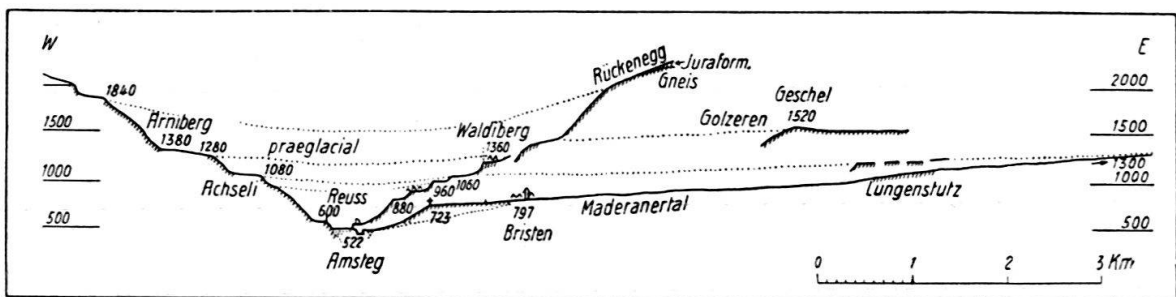 W
E
1840
Arniberg
1380
1280
Achseli
1080
praeglacial
Reuss
600
522
Amsteg
880
960
723
1060
Waldiberg
1360
Rückenegg
Juraform.
Gneis
Golzeren
Geschel
1520
797
Bristen
Maderanertal
Lungenstutz
1500
1000
500
2000
1500
1300
1000
500
0 1 2 3 Km